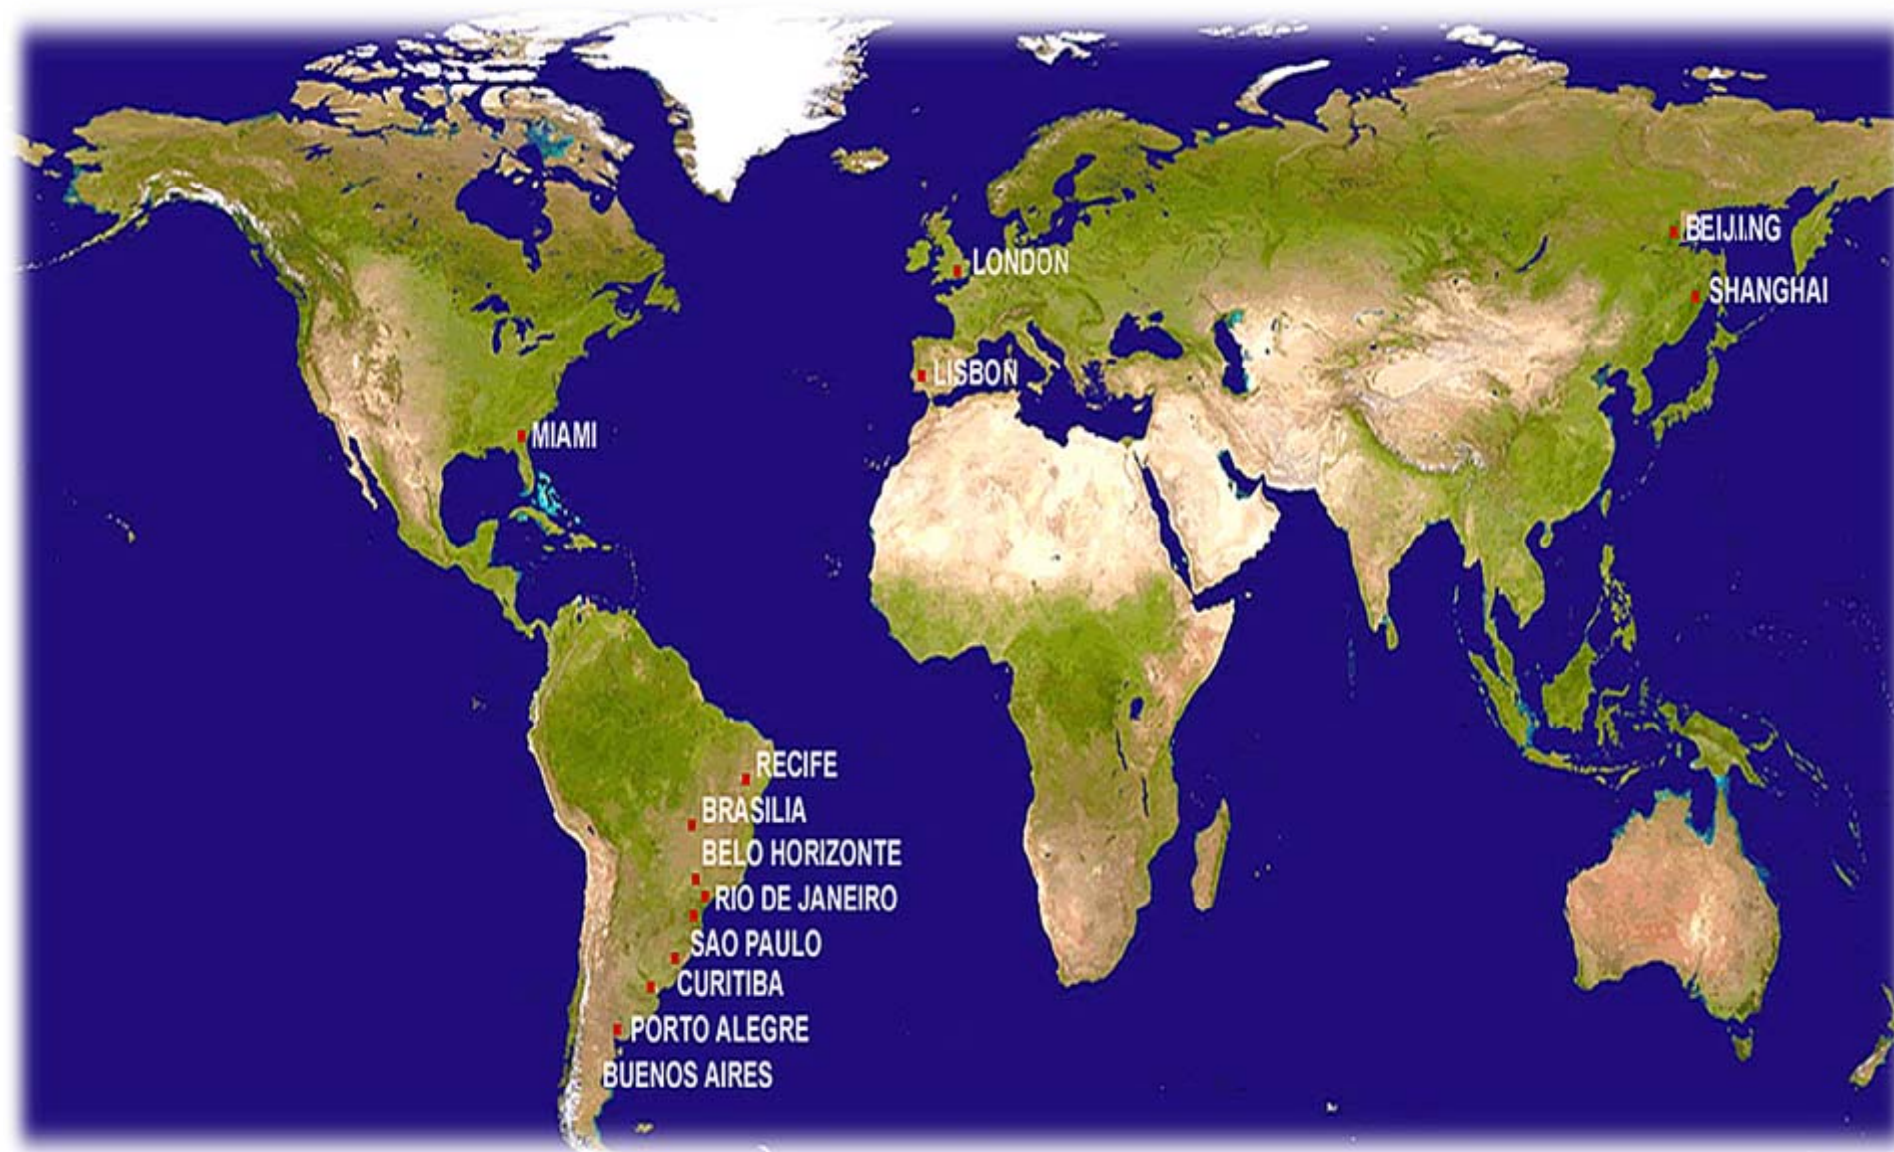 BEIJING
LONDON
SHANGHAI
LISBON
MIAMI
RECIFE
BRASILIA
BELO HORIZONTE
RIO DE JANEIRO
SAO PAULO
CURITIBA
PORTO ALEGRE
BUENOS AIRES